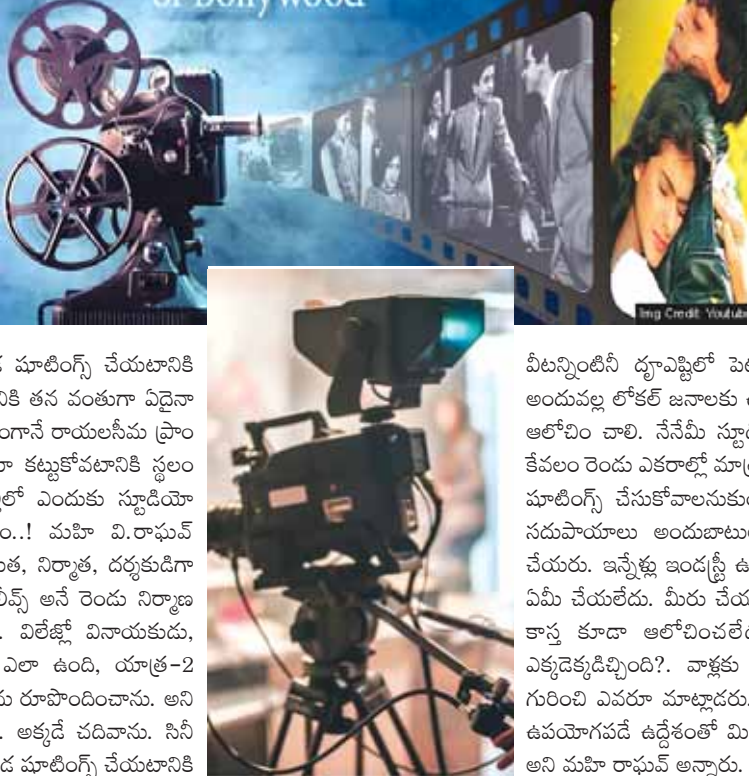 of Bollywood
Img Credit: Youtube
డ షూటింగ్స్ చేయటానికి
నికి తన వంతుగా ఏదైనా
ంగానే రాయలసీమ ప్రాం
కట్టుకోవటానికి స్థలం
లో ఎందుకు స్టూడియో
ం..! మహి వి.రాఘవ్
త, నిర్మాత, దర్శకుడిగా
లీవ్స్ అనే రెండు నిర్మాణ
. విలేజ్లో వినాయకుడు,
ఎలా ఉంది, యాత్ర-2
ను రూపొందించాను. అని
. అక్కడే చదివాను. సినీ
డ షూటింగ్స్ చేయటానికి
వీటన్నింటినీ దృఎష్టిలో పెట
అందువల్ల లోకల్ జనాలకు
ఆలోచిం చాలి. నేనేమీ స్టూడ
కేవలం రెండు ఎకరాల్లో మాత్ర
షూటింగ్స్ చేసుకోవాలనుకు
సదుపాయాలు అందుబాటు
చేయరు. ఇన్నేళ్లు ఇండస్ట్రీ ఉ
ఏమీ చేయలేదు. మీరు చేయ
కాస్త కూడా ఆలోచించలేద
ఎక్కడెక్కడిచ్చింది?. వాళ్లకు
గురించి ఎవరూ మాట్లాడరు.
ఉపయోగపడే ఉద్దేశంతో మి
అని మహి రాఘవ్ అన్నారు.